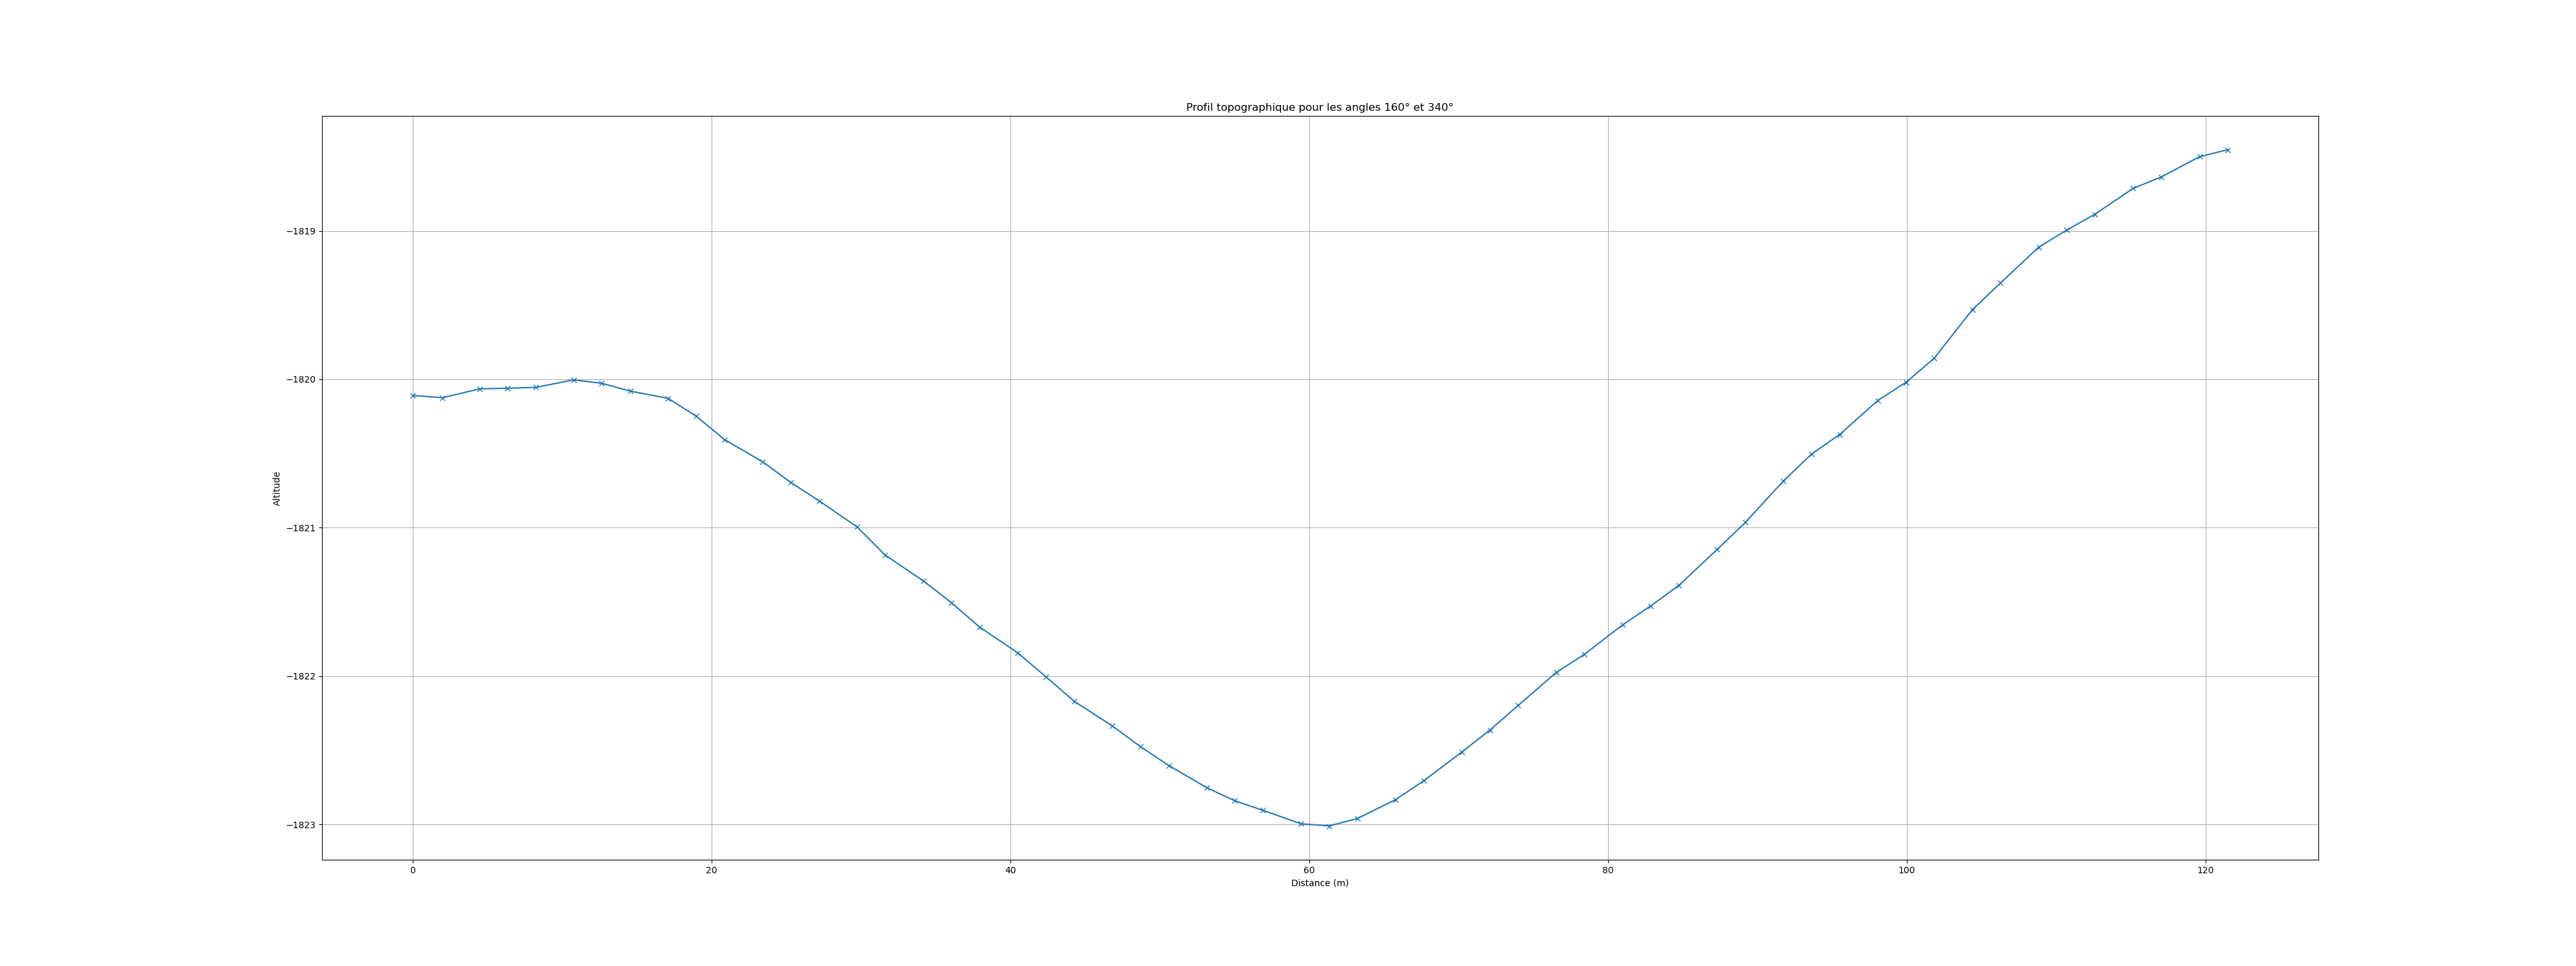 Profil topographique pour les angles 160° et 340°
Altitude
−1819
−1820
−1821
−1822
−1823
0 20 40 60 80 100 120
Distance (m)